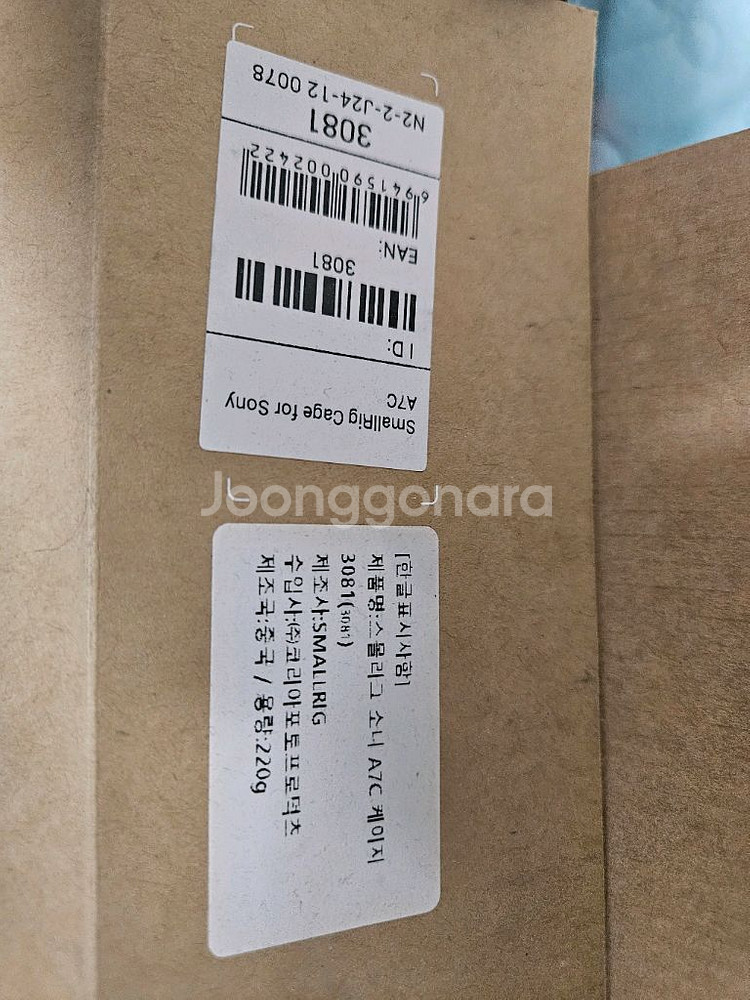 SmallRig Cage for Sony
A7C
ID:
3081
EAN:
6941590002422
3081
N2-2-J24-12 0078
Joonggonara
[한글표시사항]
제품명:스몰리그 소니 A7C 케이지
3081(3081)
제조사:SMALLRIG
수입사:(주)코리아포토프로덕츠
제조국:중국 / 용량:220g